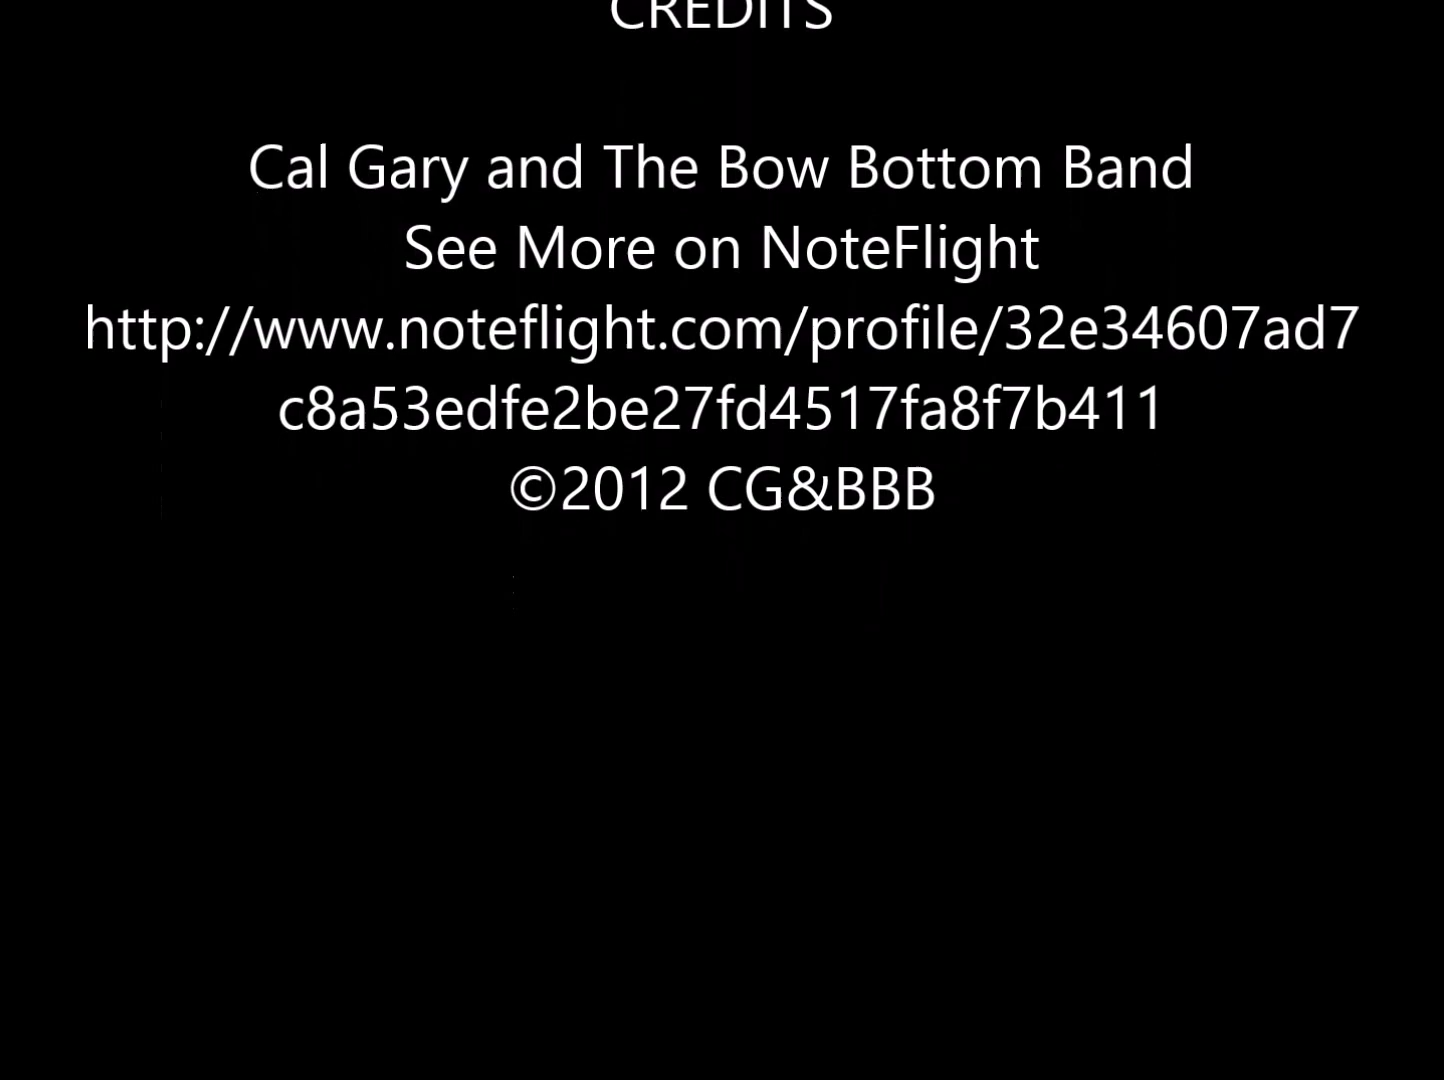 CREDITS
Cal Gary and The Bow Bottom Band
See More on NoteFlight
http://www.noteflight.com/profile/32e34607ad7
c8a53edfe2be27fd4517fa8f7b411
©2012 CG&BBB